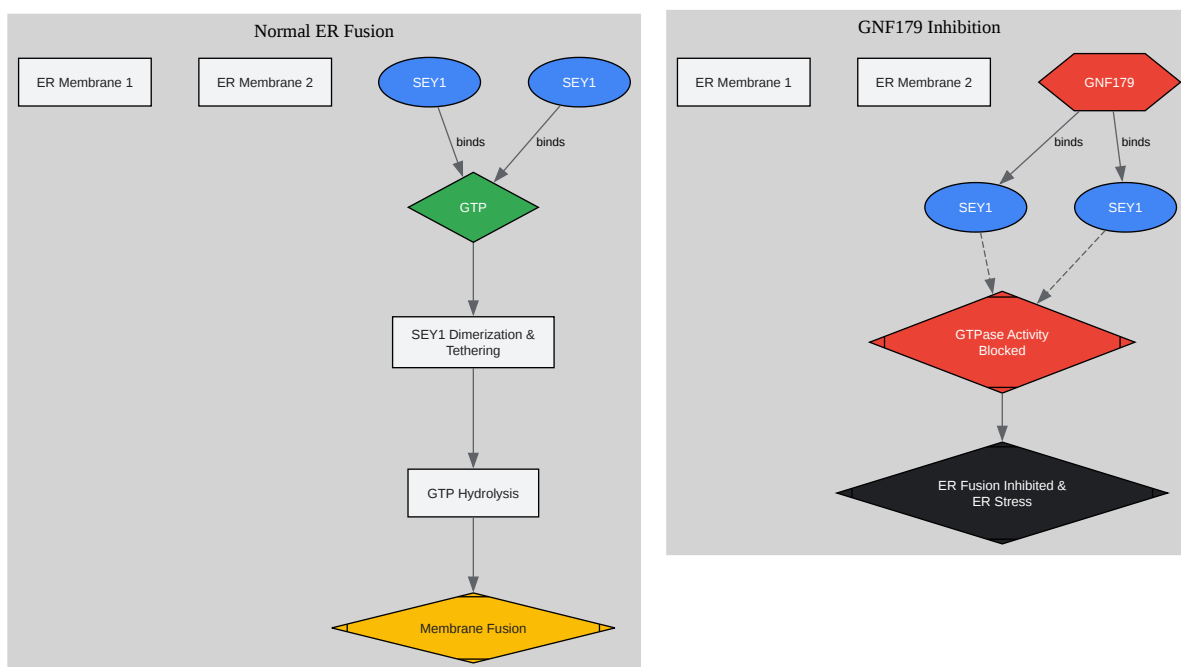 Normal ER Fusion
ER Membrane 1
ER Membrane 2
SEY1
SEY1
binds
binds
GTP
SEY1 Dimerization &
Tethering
GTP Hydrolysis
Membrane Fusion
GNF179 Inhibition
ER Membrane 1
ER Membrane 2
GNF179
binds
binds
SEY1
SEY1
GTPase Activity
Blocked
ER Fusion Inhibited &
ER Stress